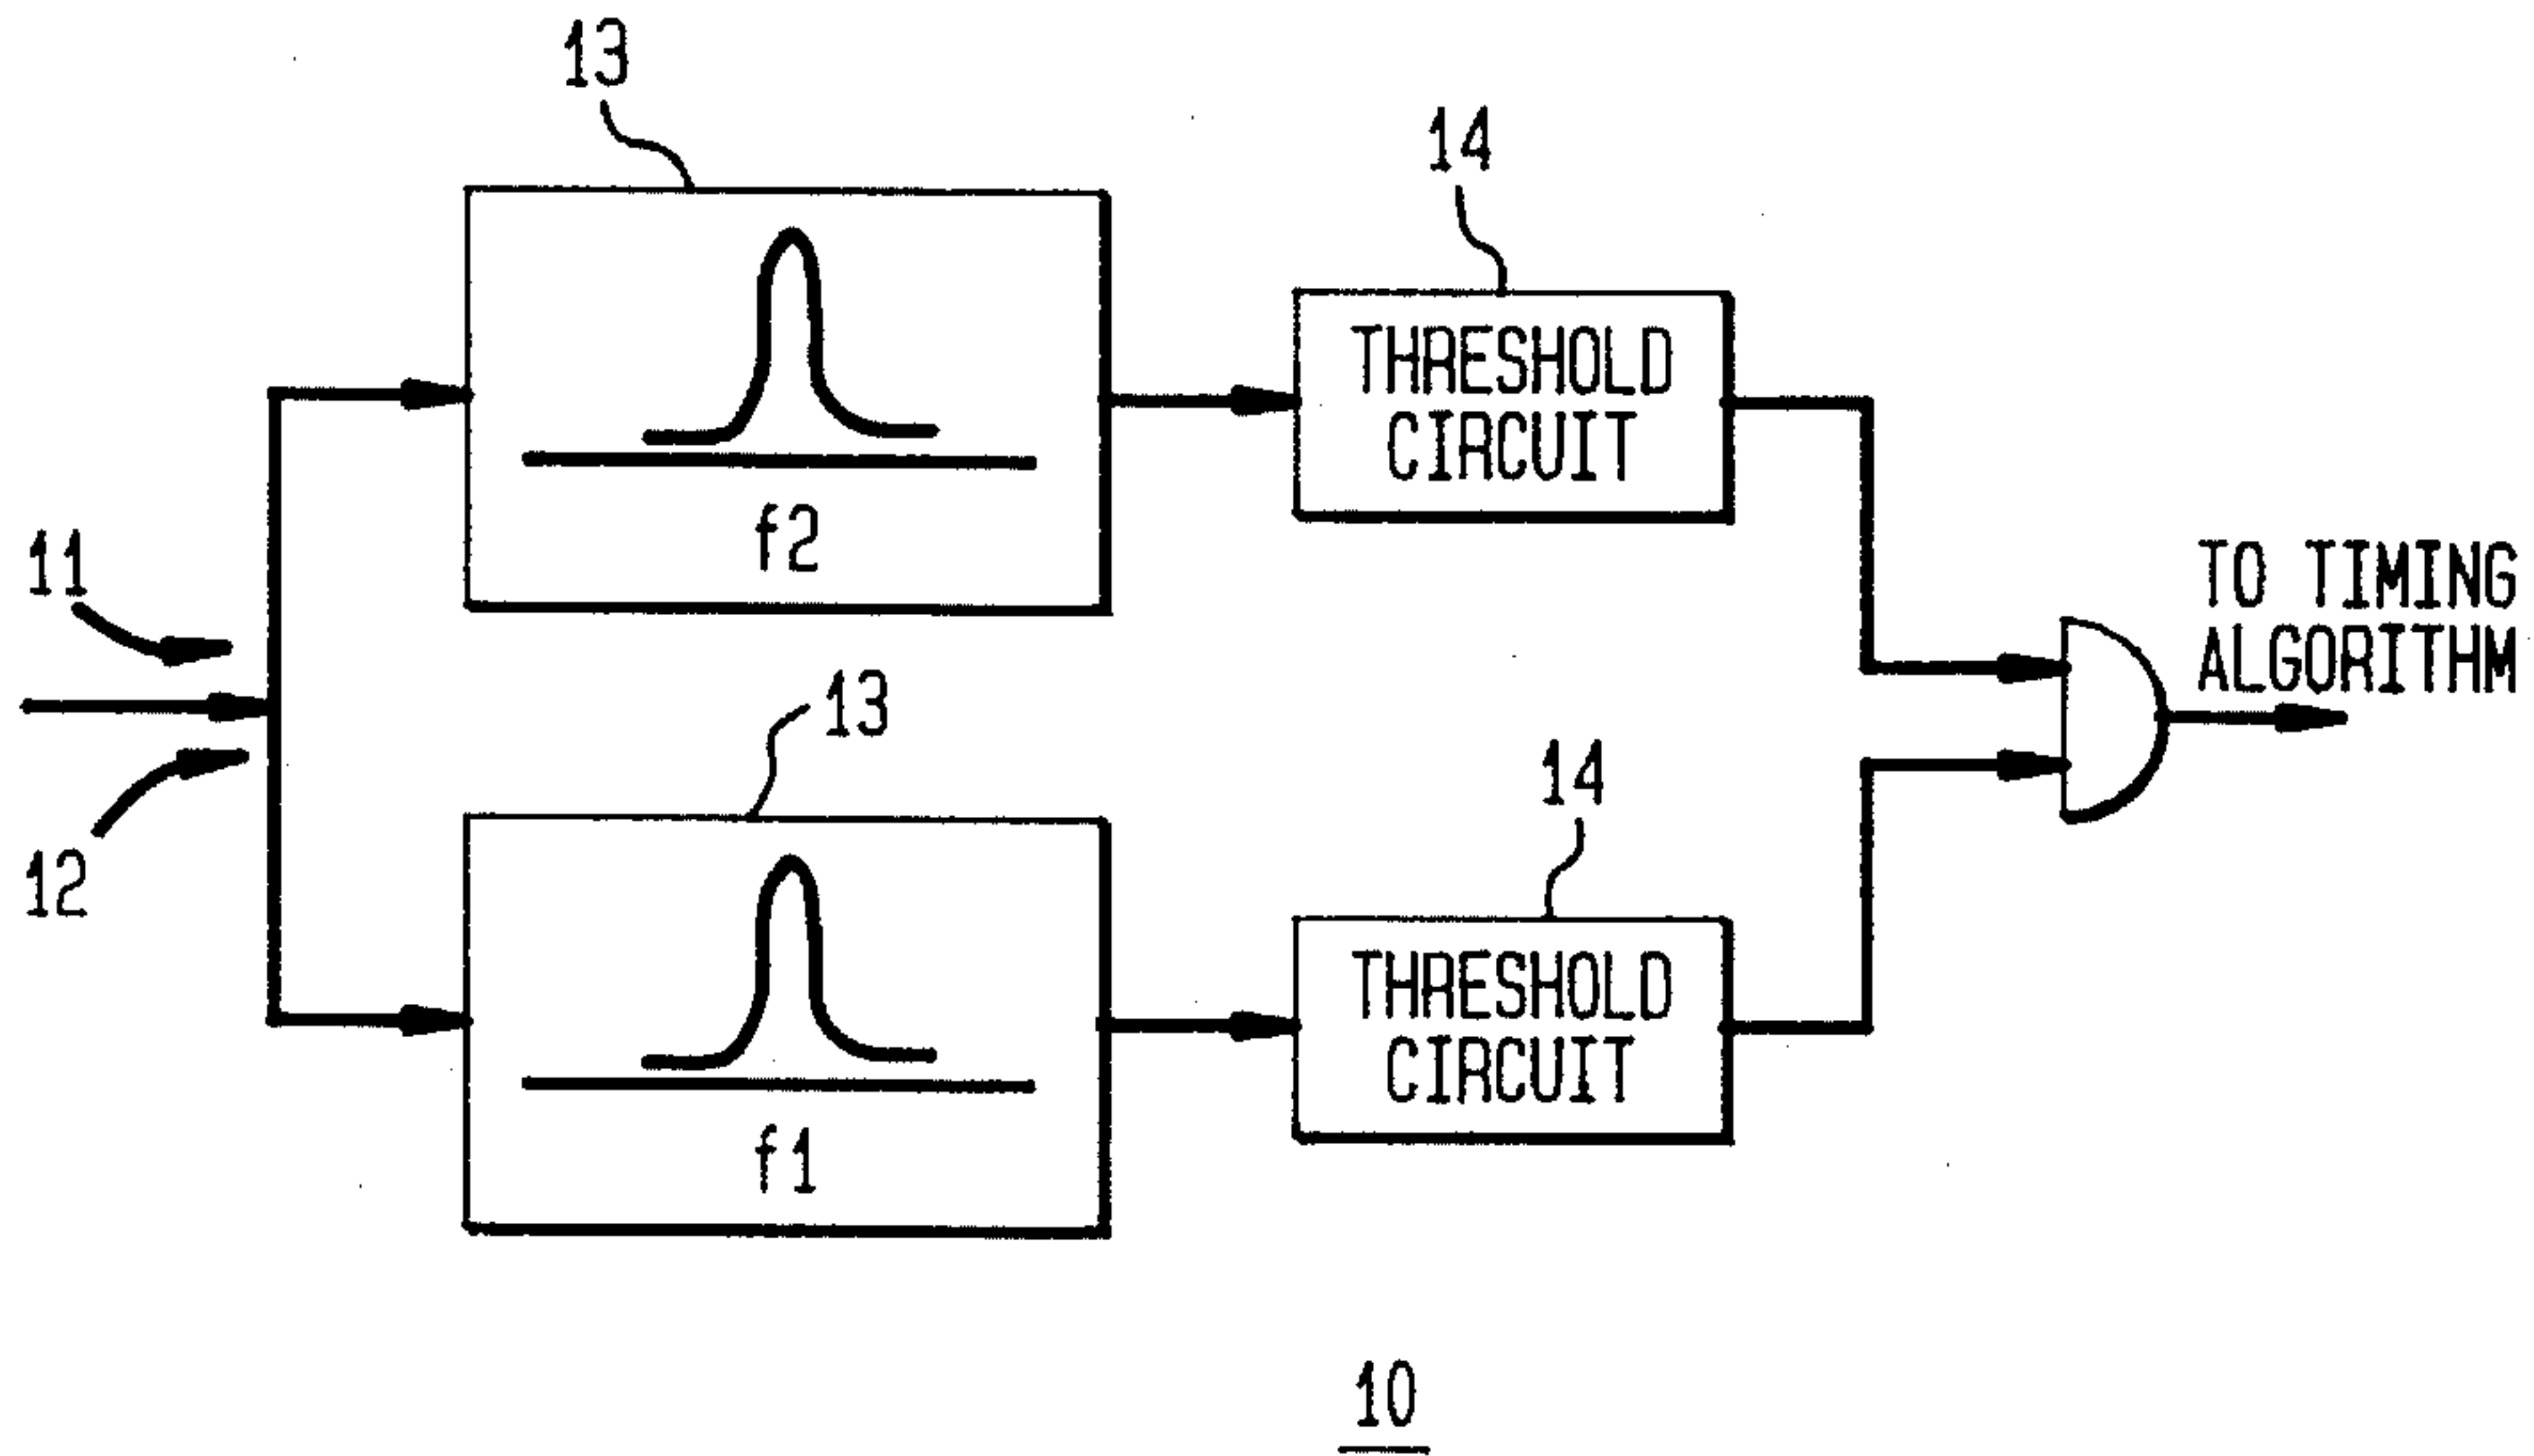 13
14
THRESHOLD
CIRCUIT
f2
11
TO TIMING
ALGORITHM
13
14
12
THRESHOLD
CIRCUIT
f1
10